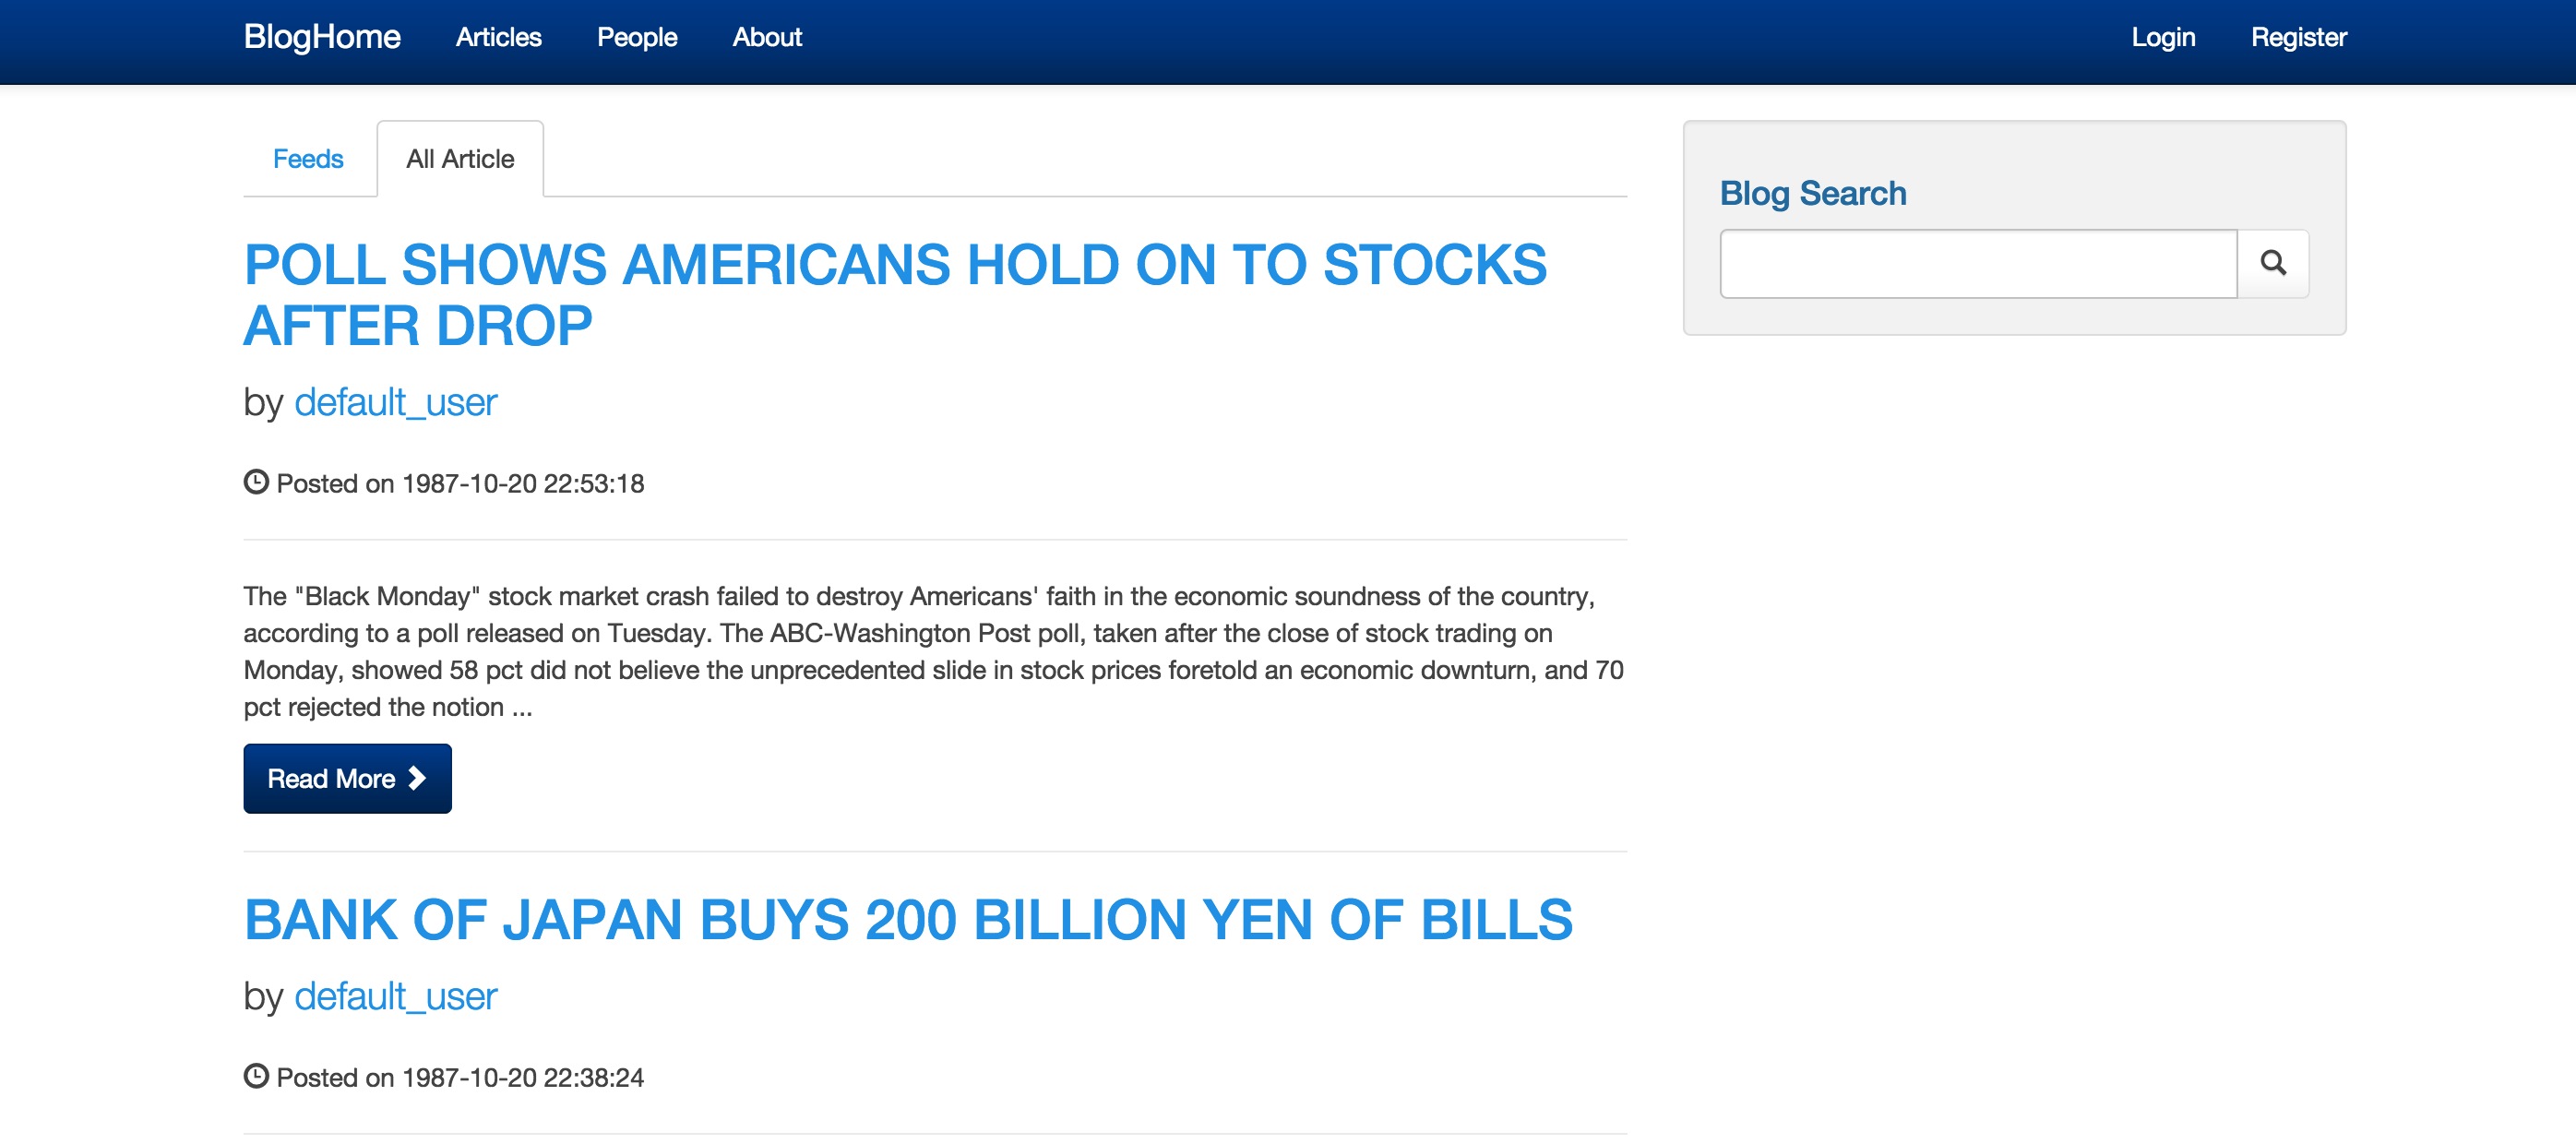 BlogHome Articles People About Login Register
Feeds All Article
Blog Search
POLL SHOWS AMERICANS HOLD ON TO STOCKS
AFTER DROP
by default_user
Posted on 1987-10-20 22:53:18
The "Black Monday" stock market crash failed to destroy Americans' faith in the economic soundness of the country,
according to a poll released on Tuesday. The ABC-Washington Post poll, taken after the close of stock trading on
Monday, showed 58 pct did not believe the unprecedented slide in stock prices foretold an economic downturn, and 70
pct rejected the notion ...
Read More
BANK OF JAPAN BUYS 200 BILLION YEN OF BILLS
by default_user
Posted on 1987-10-20 22:38:24